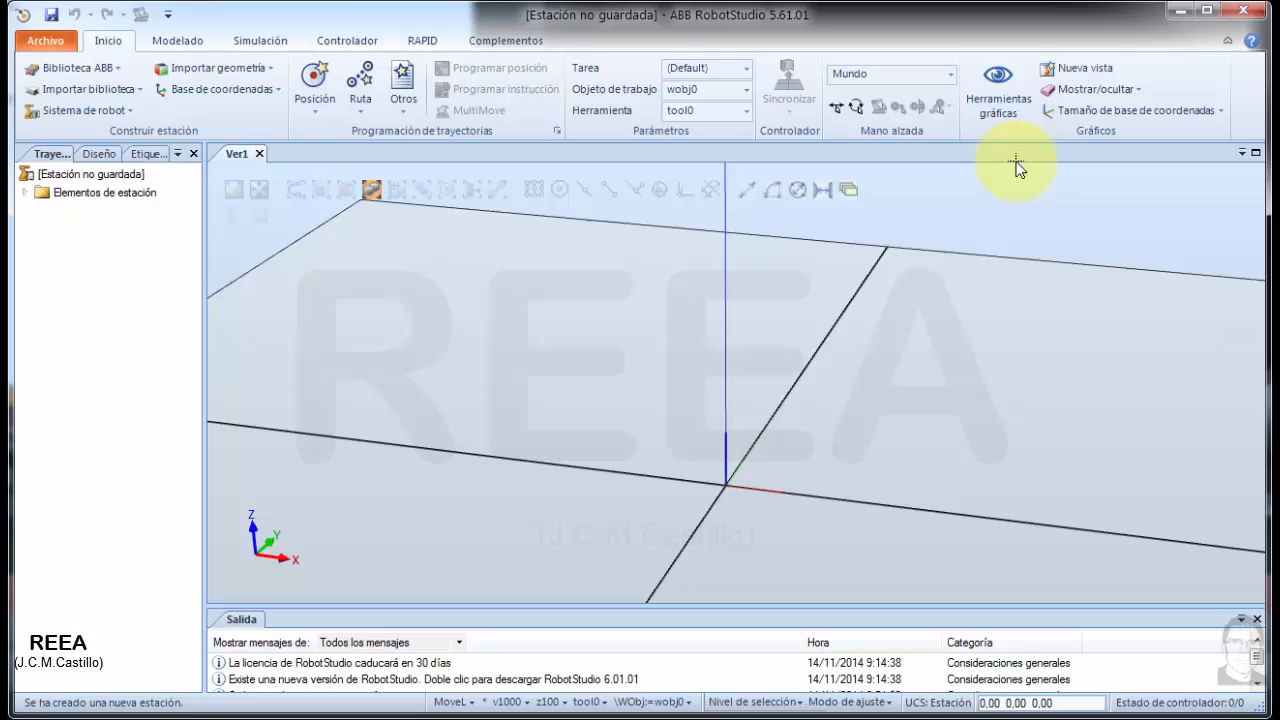 [Estación no guardada] - ABB RobotStudio 5.61.01
Archivo Inicio Modelado Simulación Controlador RAPID Complementos
Biblioteca ABB Importar geometría Programar posición Tarea (Default) Mundo Nueva vista
Importar biblioteca Base de coordenadas Programar instrucción Objeto de trabajo wobj0 Mostrar/ocultar
Posición Ruta Otros Sincronizar Herramientas gráficas
Sistema de robot MultiMove Herramienta tool0 Tamaño de base de coordenadas
Construir estación Programación de trayectorias Parámetros Controlador Mano alzada Gráficos
Traye... Diseño Etique... Ver1
[Estación no guardada]
Elementos de estación
REEA
(J.C.M.Castillo)
Z
Y
X
Salida
Mostrar mensajes de: Todos los mensajes Hora Categoría
La licencia de RobotStudio caducará en 30 días 14/11/2014 9:14:38 Consideraciones generales
Existe una nueva versión de RobotStudio. Doble clic para descargar RobotStudio 6.01.01 14/11/2014 9:14:38 Consideraciones generales
REEA
(J.C.M.Castillo)
Se ha creado una nueva estación. MoveL * v1000 z100 tool0 \WObj:=wobj0 Nivel de selección Modo de ajuste UCS: Estación 0,00 0,00 0,00 Estado de controlador: 0/0